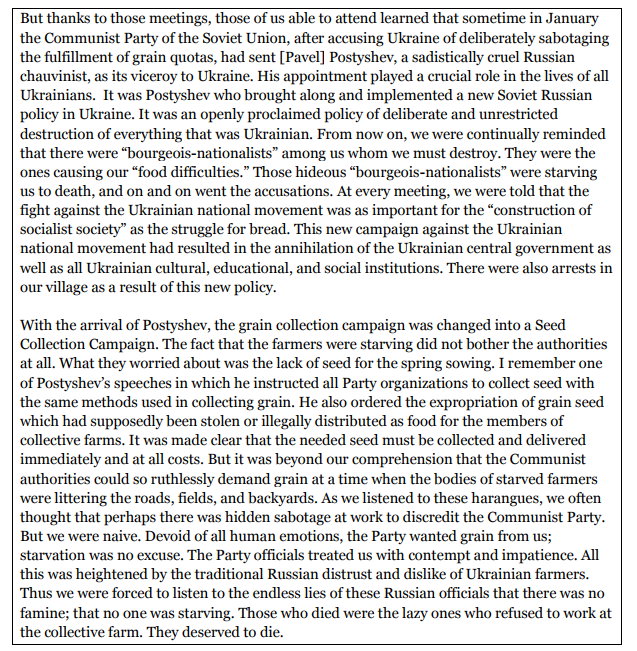 But thanks to those meetings, those of us able to attend learned that sometime in January
the Communist Party of the Soviet Union, after accusing Ukraine of deliberately sabotaging
the fulfillment of grain quotas, had sent [Pavel] Postyshev, a sadistically cruel Russian
chauvinist, as its viceroy to Ukraine. His appointment played a crucial role in the lives of all
Ukrainians.  It was Postyshev who brought along and implemented a new Soviet Russian
policy in Ukraine. It was an openly proclaimed policy of deliberate and unrestricted
destruction of everything that was Ukrainian. From now on, we were continually reminded
that there were “bourgeois-nationalists” among us whom we must destroy. They were the
ones causing our “food difficulties.” Those hideous “bourgeois-nationalists” were starving
us to death, and on and on went the accusations. At every meeting, we were told that the
fight against the Ukrainian national movement was as important for the “construction of
socialist society” as the struggle for bread. This new campaign against the Ukrainian
national movement had resulted in the annihilation of the Ukrainian central government as
well as all Ukrainian cultural, educational, and social institutions. There were also arrests in
our village as a result of this new policy.

With the arrival of Postyshev, the grain collection campaign was changed into a Seed
Collection Campaign. The fact that the farmers were starving did not bother the authorities
at all. What they worried about was the lack of seed for the spring sowing. I remember one
of Postyshev’s speeches in which he instructed all Party organizations to collect seed with
the same methods used in collecting grain. He also ordered the expropriation of grain seed
which had supposedly been stolen or illegally distributed as food for the members of
collective farms. It was made clear that the needed seed must be collected and delivered
immediately and at all costs. But it was beyond our comprehension that the Communist
authorities could so ruthlessly demand grain at a time when the bodies of starved farmers
were littering the roads, fields, and backyards. As we listened to these harangues, we often
thought that perhaps there was hidden sabotage at work to discredit the Communist Party.
But we were naive. Devoid of all human emotions, the Party wanted grain from us;
starvation was no excuse. The Party officials treated us with contempt and impatience. All
this was heightened by the traditional Russian distrust and dislike of Ukrainian farmers.
Thus we were forced to listen to the endless lies of these Russian officials that there was no
famine; that no one was starving. Those who died were the lazy ones who refused to work at
the collective farm. They deserved to die.